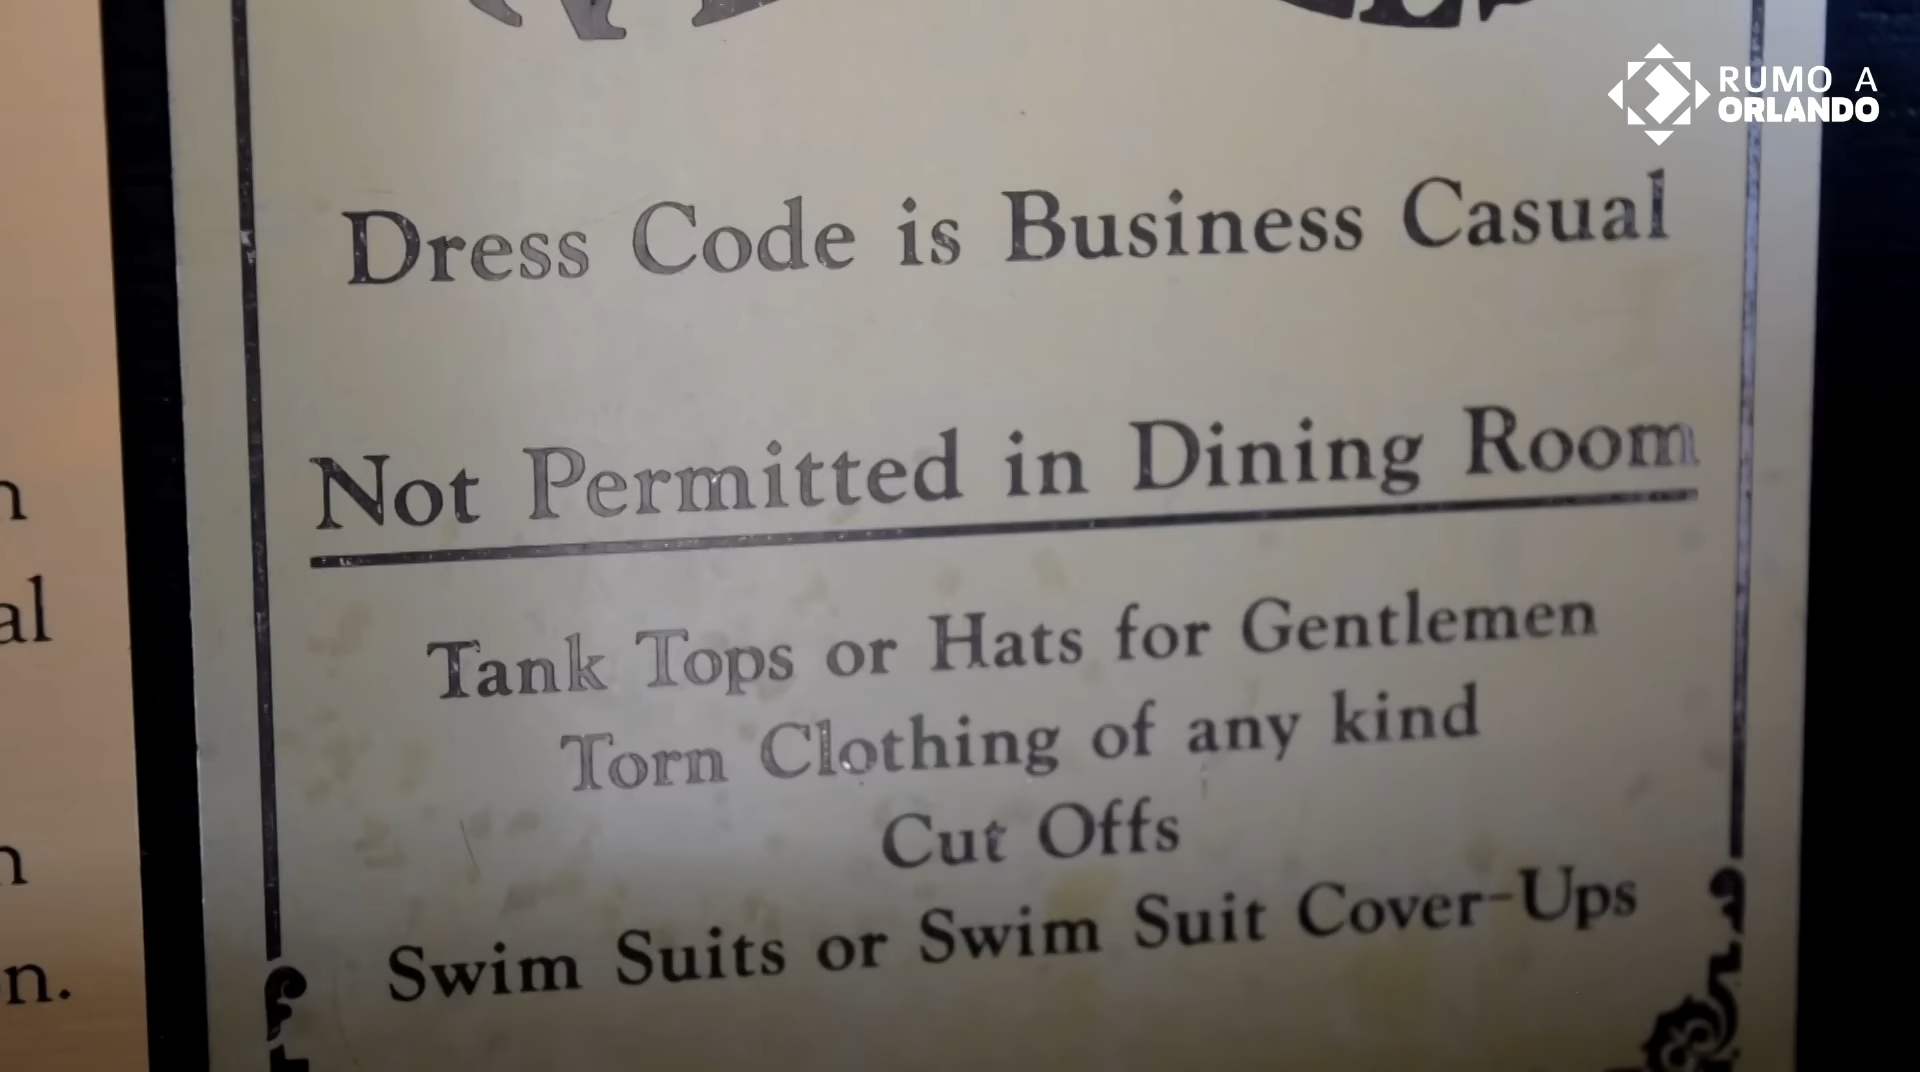 RUMO A
ORLANDO
Dress Code is Business Casual
Not Permitted in Dining Room
Tank Tops or Hats for Gentlemen
Torn Clothing of any kind
Cut Offs
Swim Suits or Swim Suit Cover-Ups